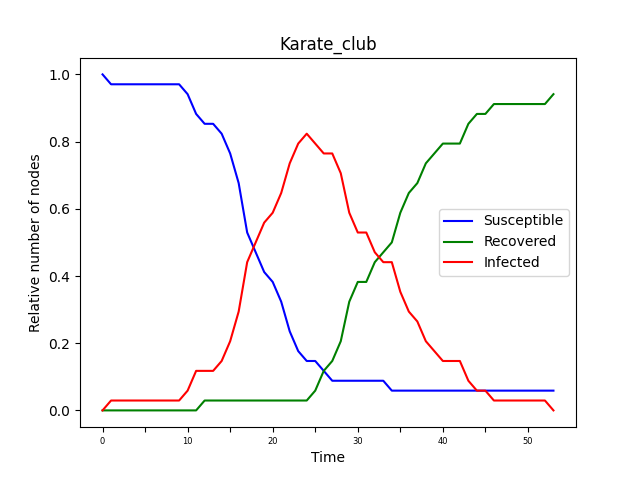 Karate_club
Relative number of nodes
1.0
0.8
0.6
0.4
0.2
0.0
Susceptible
Recovered
Infected
0 10 20 30 40 50
Time